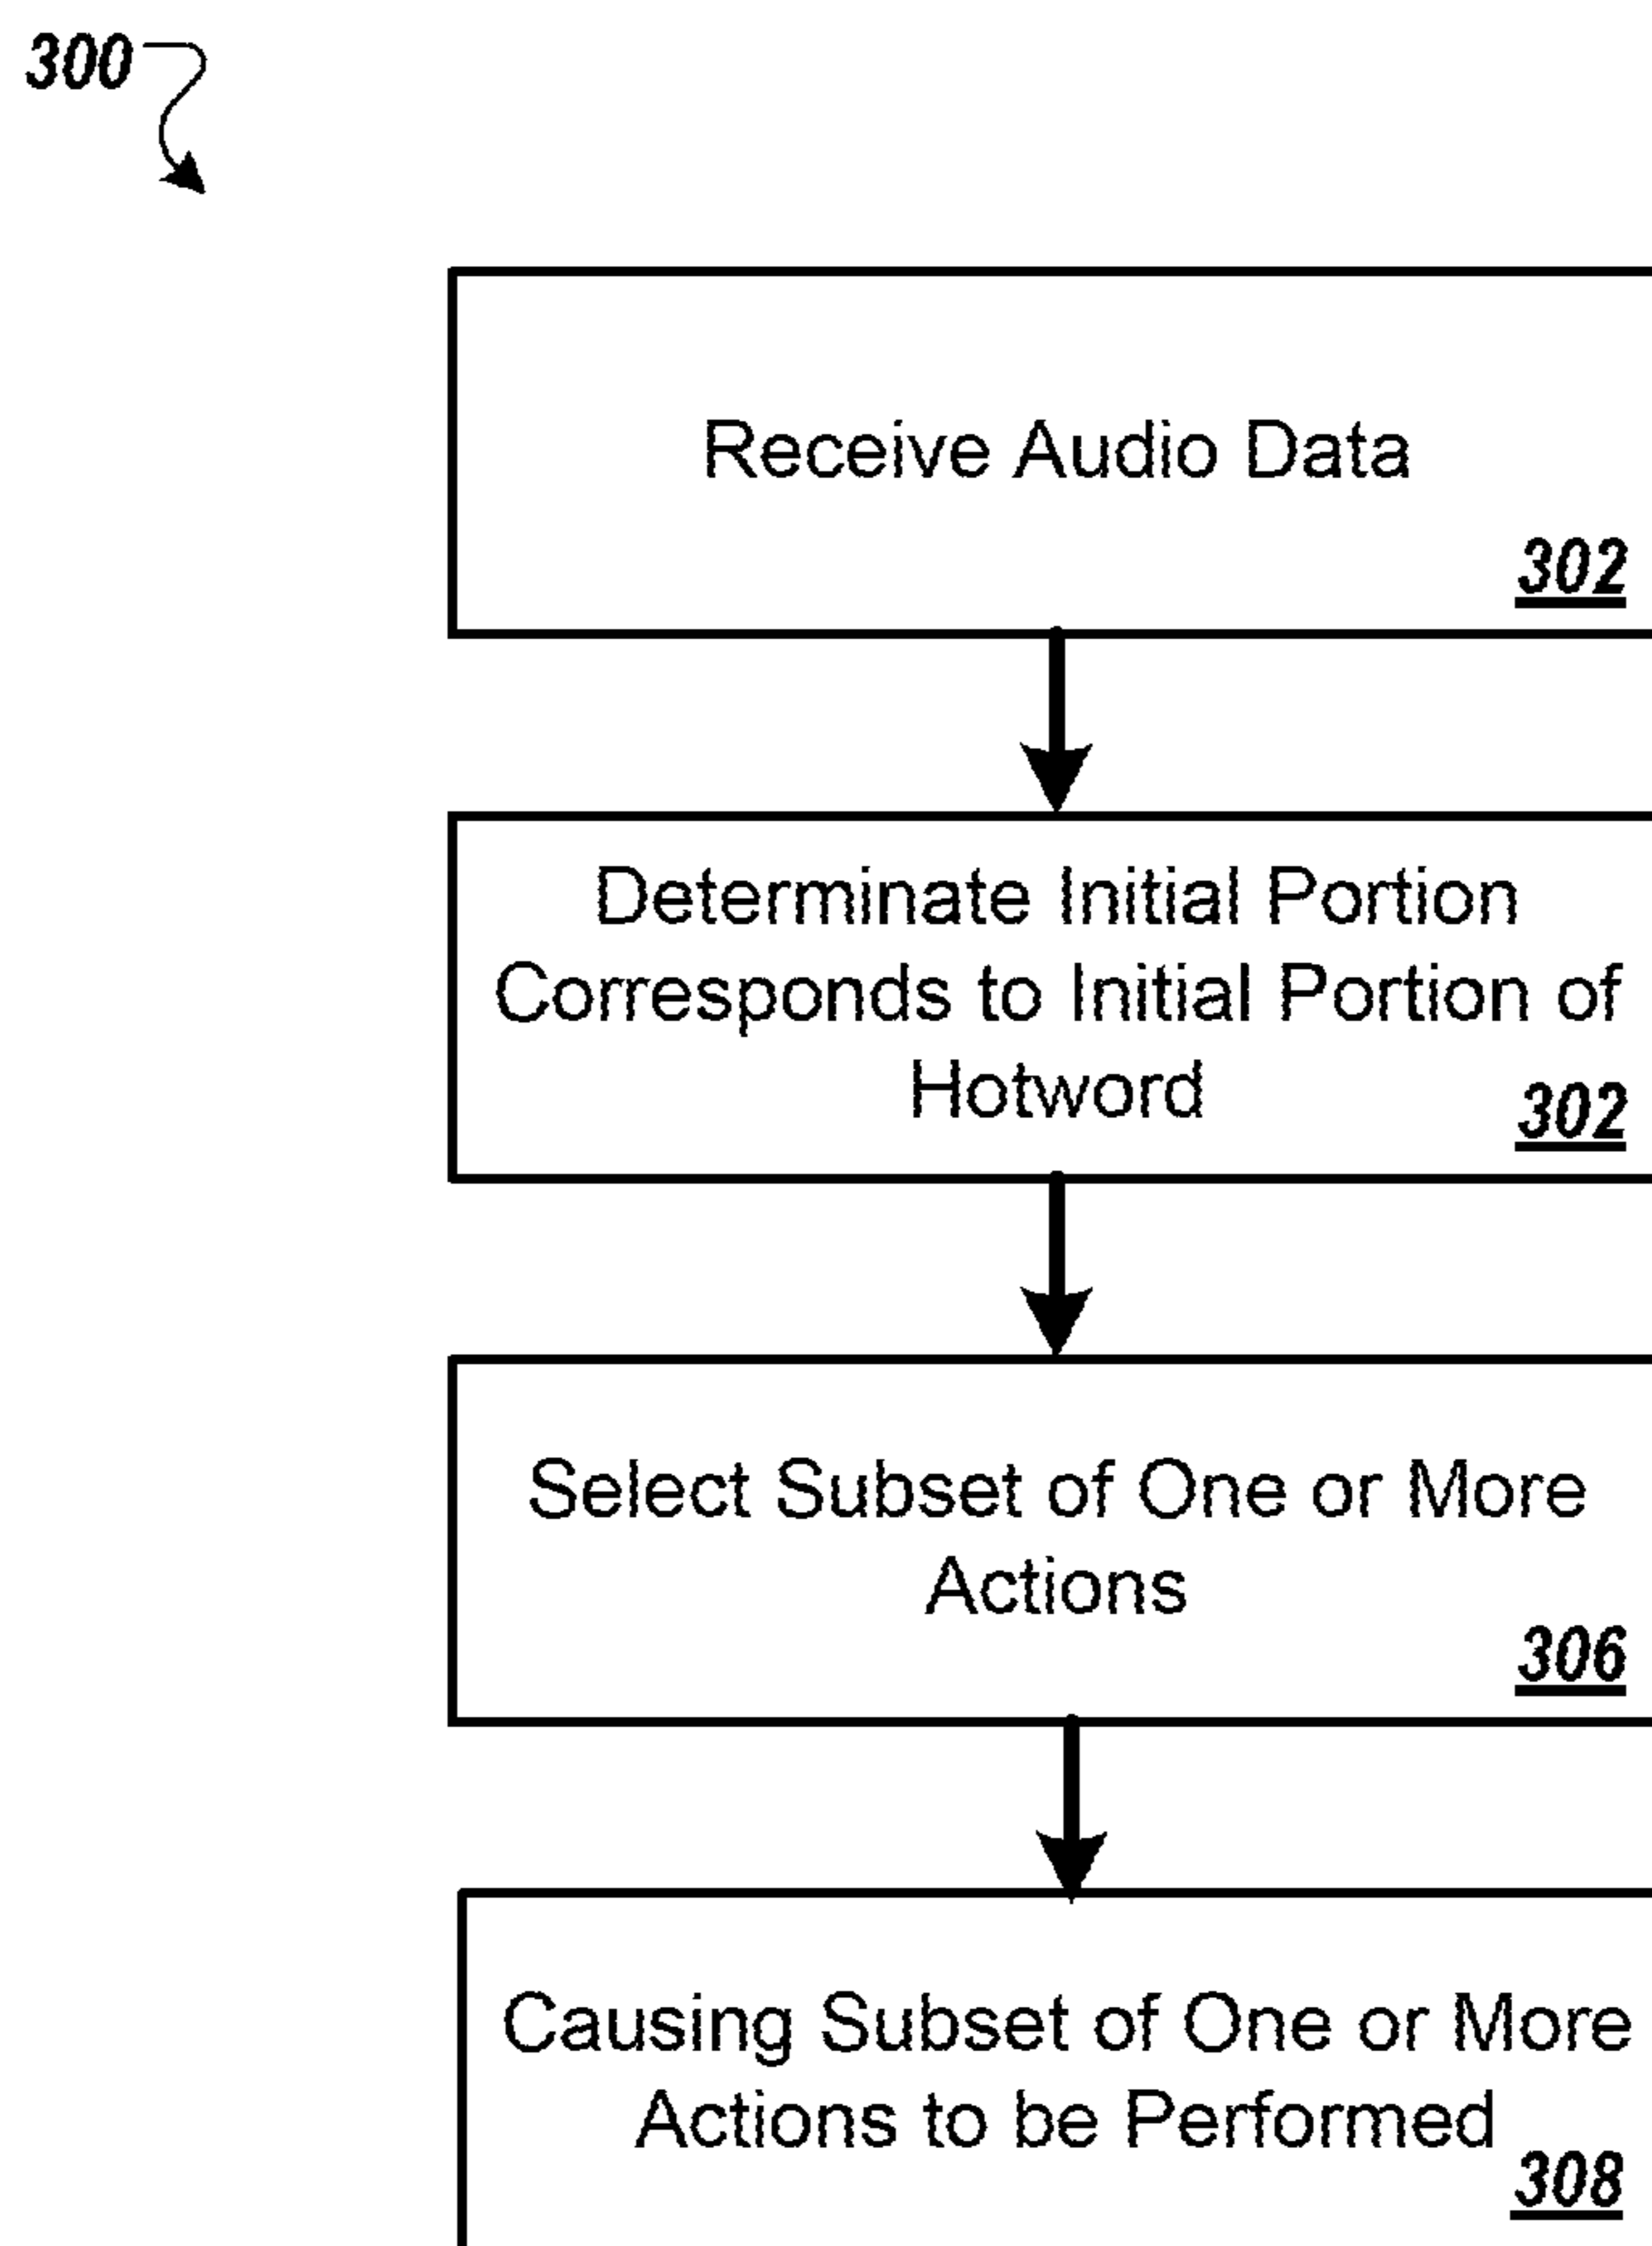 300
Receive Audio Data
302
Determinate Initial Portion
Corresponds to Initial Portion of
Hotword
302
Select Subset of One or More
Actions
306
Causing Subset of One or More
Actions to be Performed
308